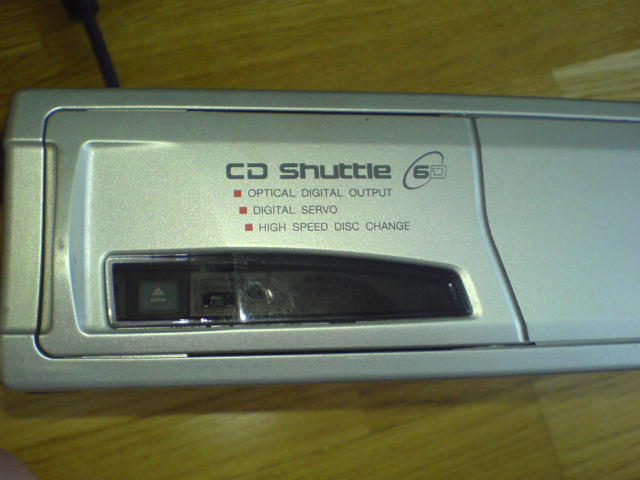 CD Shuttle 6D
OPTICAL DIGITAL OUTPUT
DIGITAL SERVO
HIGH SPEED DISC CHANGE